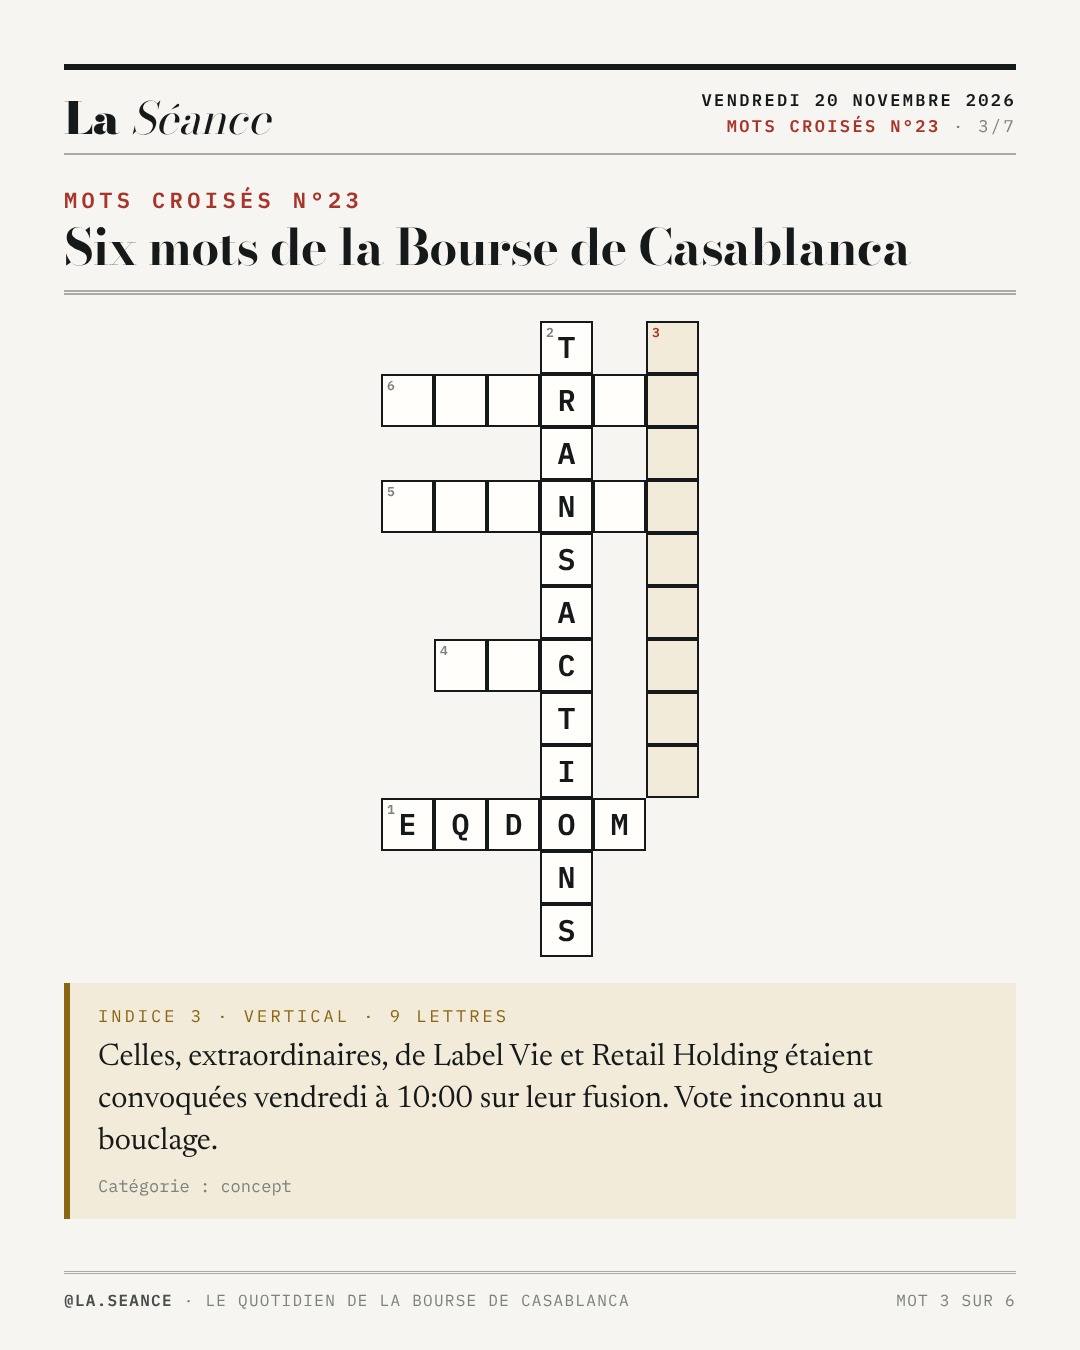 La Séance
VENDREDI 20 NOVEMBRE 2026
MOTS CROISÉS N°23 · 3/7
MOTS CROISÉS N°23
Six mots de la Bourse de Casablanca
2 T 3
6 R
A
5 N
S
A
4 C
T
I
1 E Q D O M
N
S
INDICE 3 · VERTICAL · 9 LETTRES
Celles, extraordinaires, de Label Vie et Retail Holding étaient
convoquées vendredi à 10:00 sur leur fusion. Vote inconnu au
bouclage.
Catégorie : concept
@LA.SEANCE · LE QUOTIDIEN DE LA BOURSE DE CASABLANCA
MOT 3 SUR 6